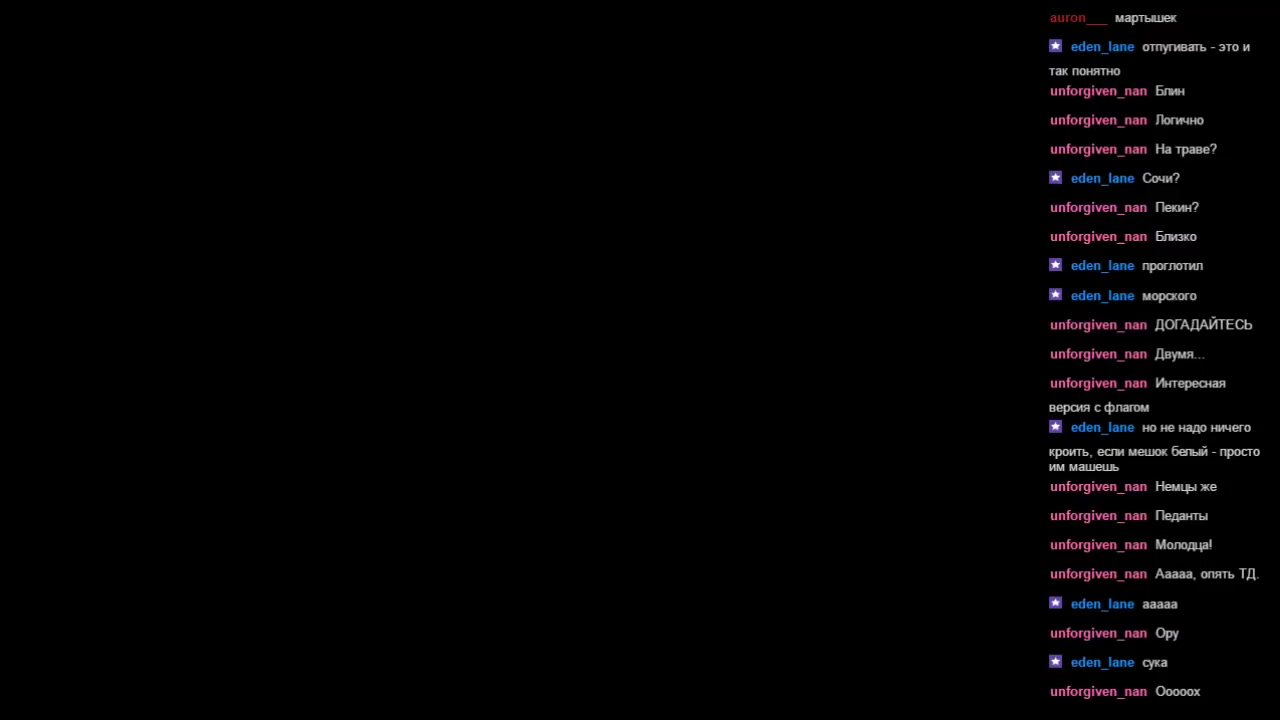 auron___ мартышек
eden_lane отпугивать - это и
так понятно
unforgiven_nan Блин
unforgiven_nan Логично
unforgiven_nan На траве?
eden_lane Сочи?
unforgiven_nan Пекин?
unforgiven_nan Близко
eden_lane проглотил
eden_lane морского
unforgiven_nan ДОГАДАЙТЕСЬ
unforgiven_nan Двумя...
unforgiven_nan Интересная
версия с флагом
eden_lane но не надо ничего
кроить, если мешок белый - просто
им машешь
unforgiven_nan Немцы же
unforgiven_nan Педанты
unforgiven_nan Молодца!
unforgiven_nan Ааааа, опять ТД.
eden_lane ааааа
unforgiven_nan Ору
eden_lane сука
unforgiven_nan Ооооох